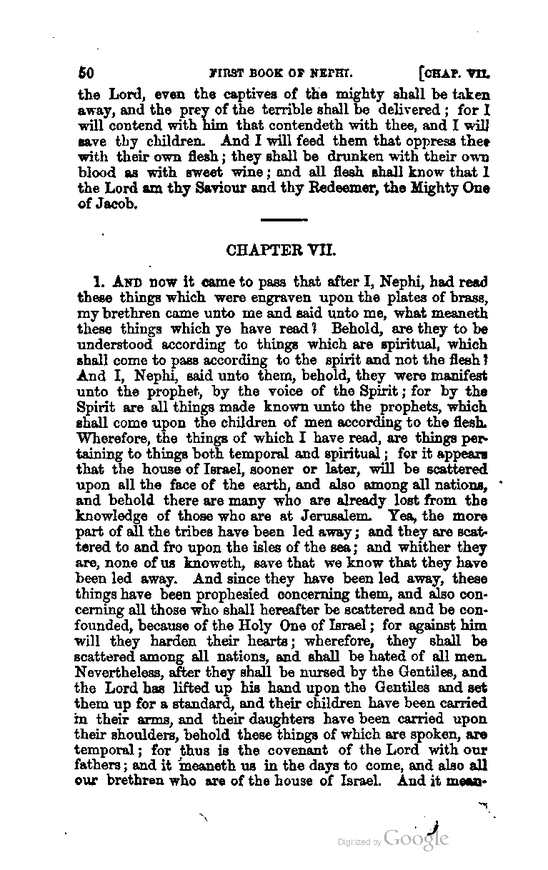 50 FIRST BOOK OF NEPHI. [CHAP. VII.
the Lord, even the captives of the mighty shall be taken
away, and the prey of the terrible shall be delivered; for I
will contend with him that contendeth with thee, and I will
save thy children. And I will feed them that oppress thee
with their own flesh; they shall be drunken with their own
blood as with sweet wine; and all flesh shall know that I
the Lord am thy Saviour and thy Redeemer, the Mighty One
of Jacob.
CHAPTER VII.
1. AND now it came to pass that after I, Nephi, had read
these things which were engraven upon the plates of brass,
my brethren came unto me and said unto me, what meaneth
these things which ye have read? Behold, are they to be
understood according to things which are spiritual, which
shall come to pass according to the spirit and not the flesh?
And I, Nephi, said unto them, behold, they were manifest
unto the prophet, by the voice of the Spirit; for by the
Spirit are all things made known unto the prophets, which
shall come upon the children of men according to the flesh.
Wherefore, the things of which I have read, are things per-
taining to things both temporal and spiritual; for it appears
that the house of Israel, sooner or later, will be scattered
upon all the face of the earth, and also among all nations,
and behold there are many who are already lost from the
knowledge of those who are at Jerusalem. Yea, the more
part of all the tribes have been led away; and they are scat-
tered to and fro upon the isles of the sea; and whither they
are, none of us knoweth, save that we know that they have
been led away. And since they have been led away, these
things have been prophesied concerning them, and also con-
cerning all those who shall hereafter be scattered and be con-
founded, because of the Holy One of Israel; for against him
will they harden their hearts; wherefore, they shall be
scattered among all nations, and shall be hated of all men.
Nevertheless, after they shall be nursed by the Gentiles, and
the Lord has lifted up his hand upon the Gentiles and set
them up for a standard, and their children have been carried
in their arms, and their daughters have been carried upon
their shoulders, behold these things of which are spoken, are
temporal; for thus is the covenant of the Lord with our
fathers; and it meaneth us in the days to come, and also all
our brethren who are of the house of Israel. And it mean-
Digitized by Google